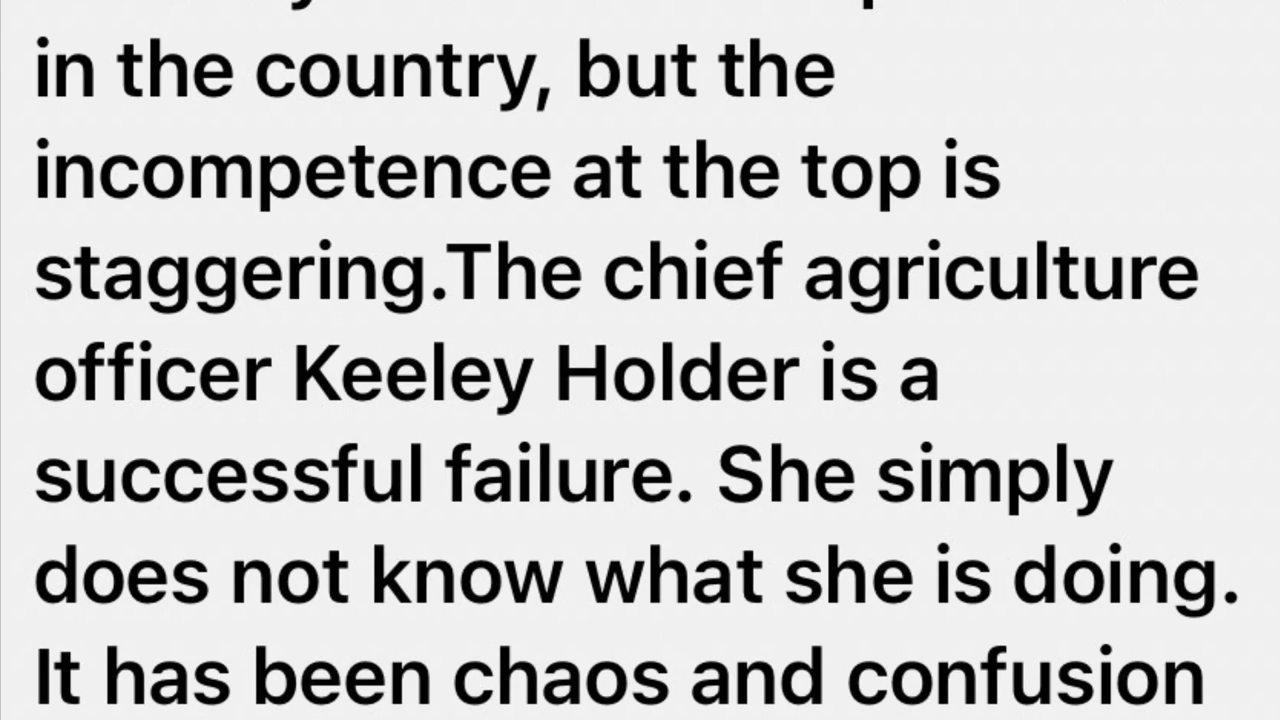 in the country, but the
incompetence at the top is
staggering.The chief agriculture
officer Keeley Holder is a
successful failure. She simply
does not know what she is doing.
It has been chaos and confusion